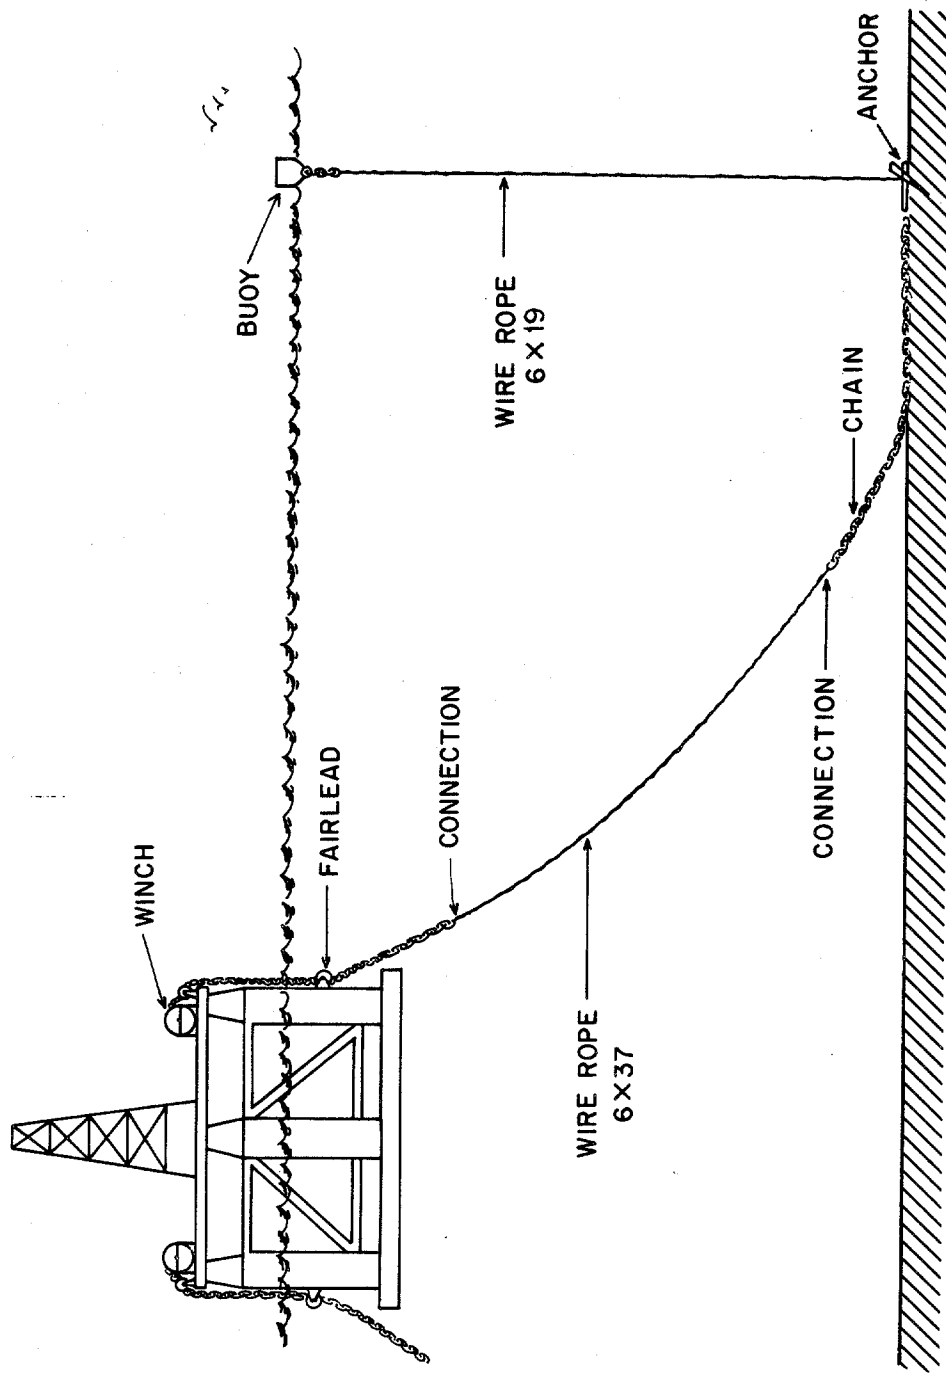 WINCH
FAIRLEAD
CONNECTION
WIRE ROPE
6 X 37
CONNECTION
CHAIN
BUOY
WIRE ROPE
6 X 19
ANCHOR